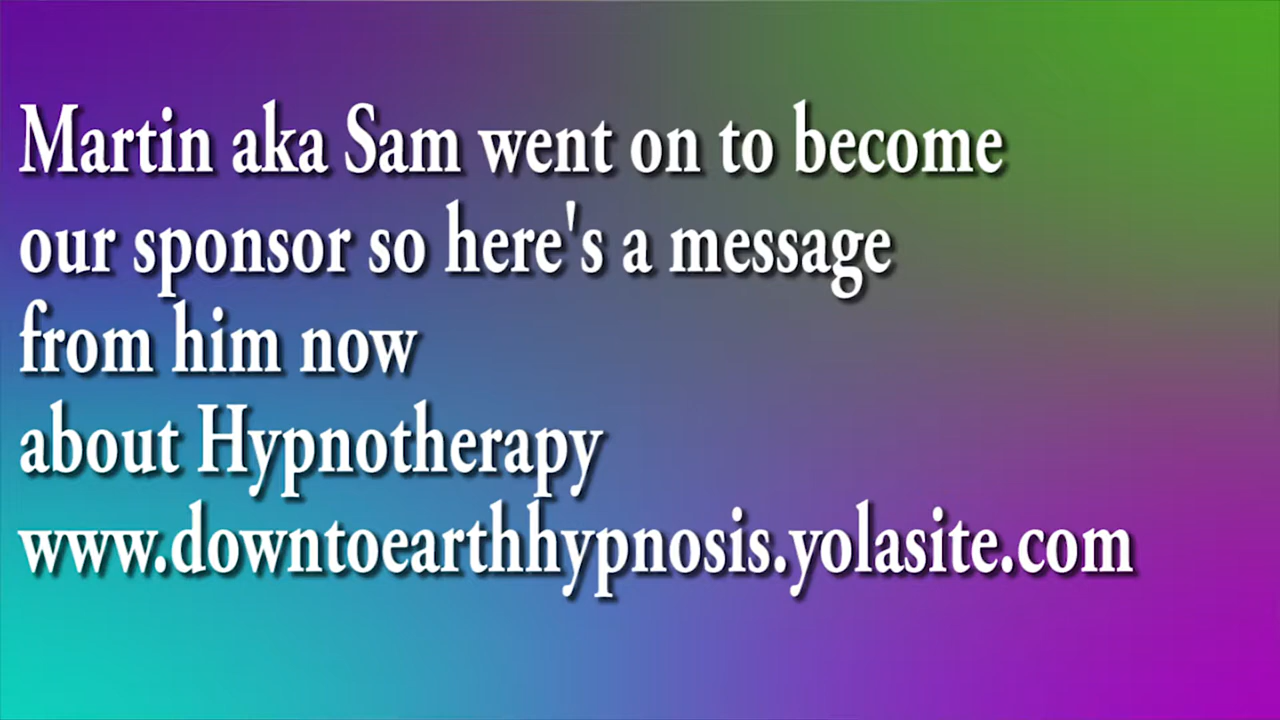 Martin aka Sam went on to become
our sponsor so here's a message
from him now
about Hypnotherapy
www.downtoearthhypnosis.yolasite.com